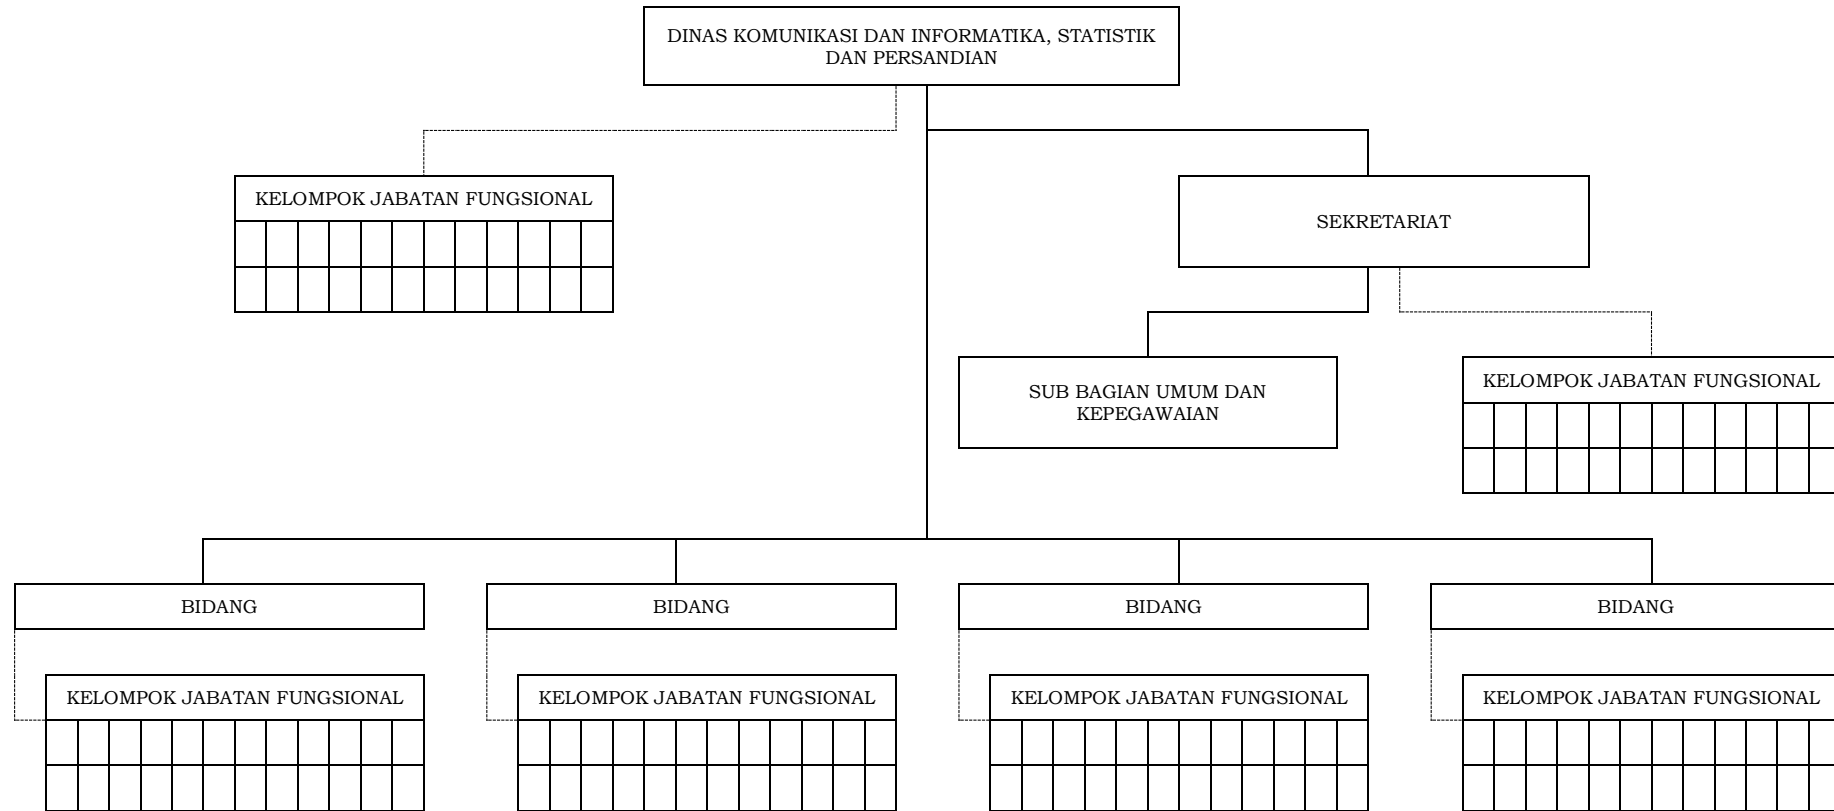 DINAS KOMUNIKASI DAN INFORMATIKA, STATISTIK
DAN PERSANDIAN
KELOMPOK JABATAN FUNGSIONAL
SEKRETARIAT
SUB BAGIAN UMUM DAN
KEPEGAWAIAN
KELOMPOK JABATAN FUNGSIONAL
BIDANG
BIDANG
BIDANG
BIDANG
KELOMPOK JABATAN FUNGSIONAL
KELOMPOK JABATAN FUNGSIONAL
KELOMPOK JABATAN FUNGSIONAL
KELOMPOK JABATAN FUNGSIONAL